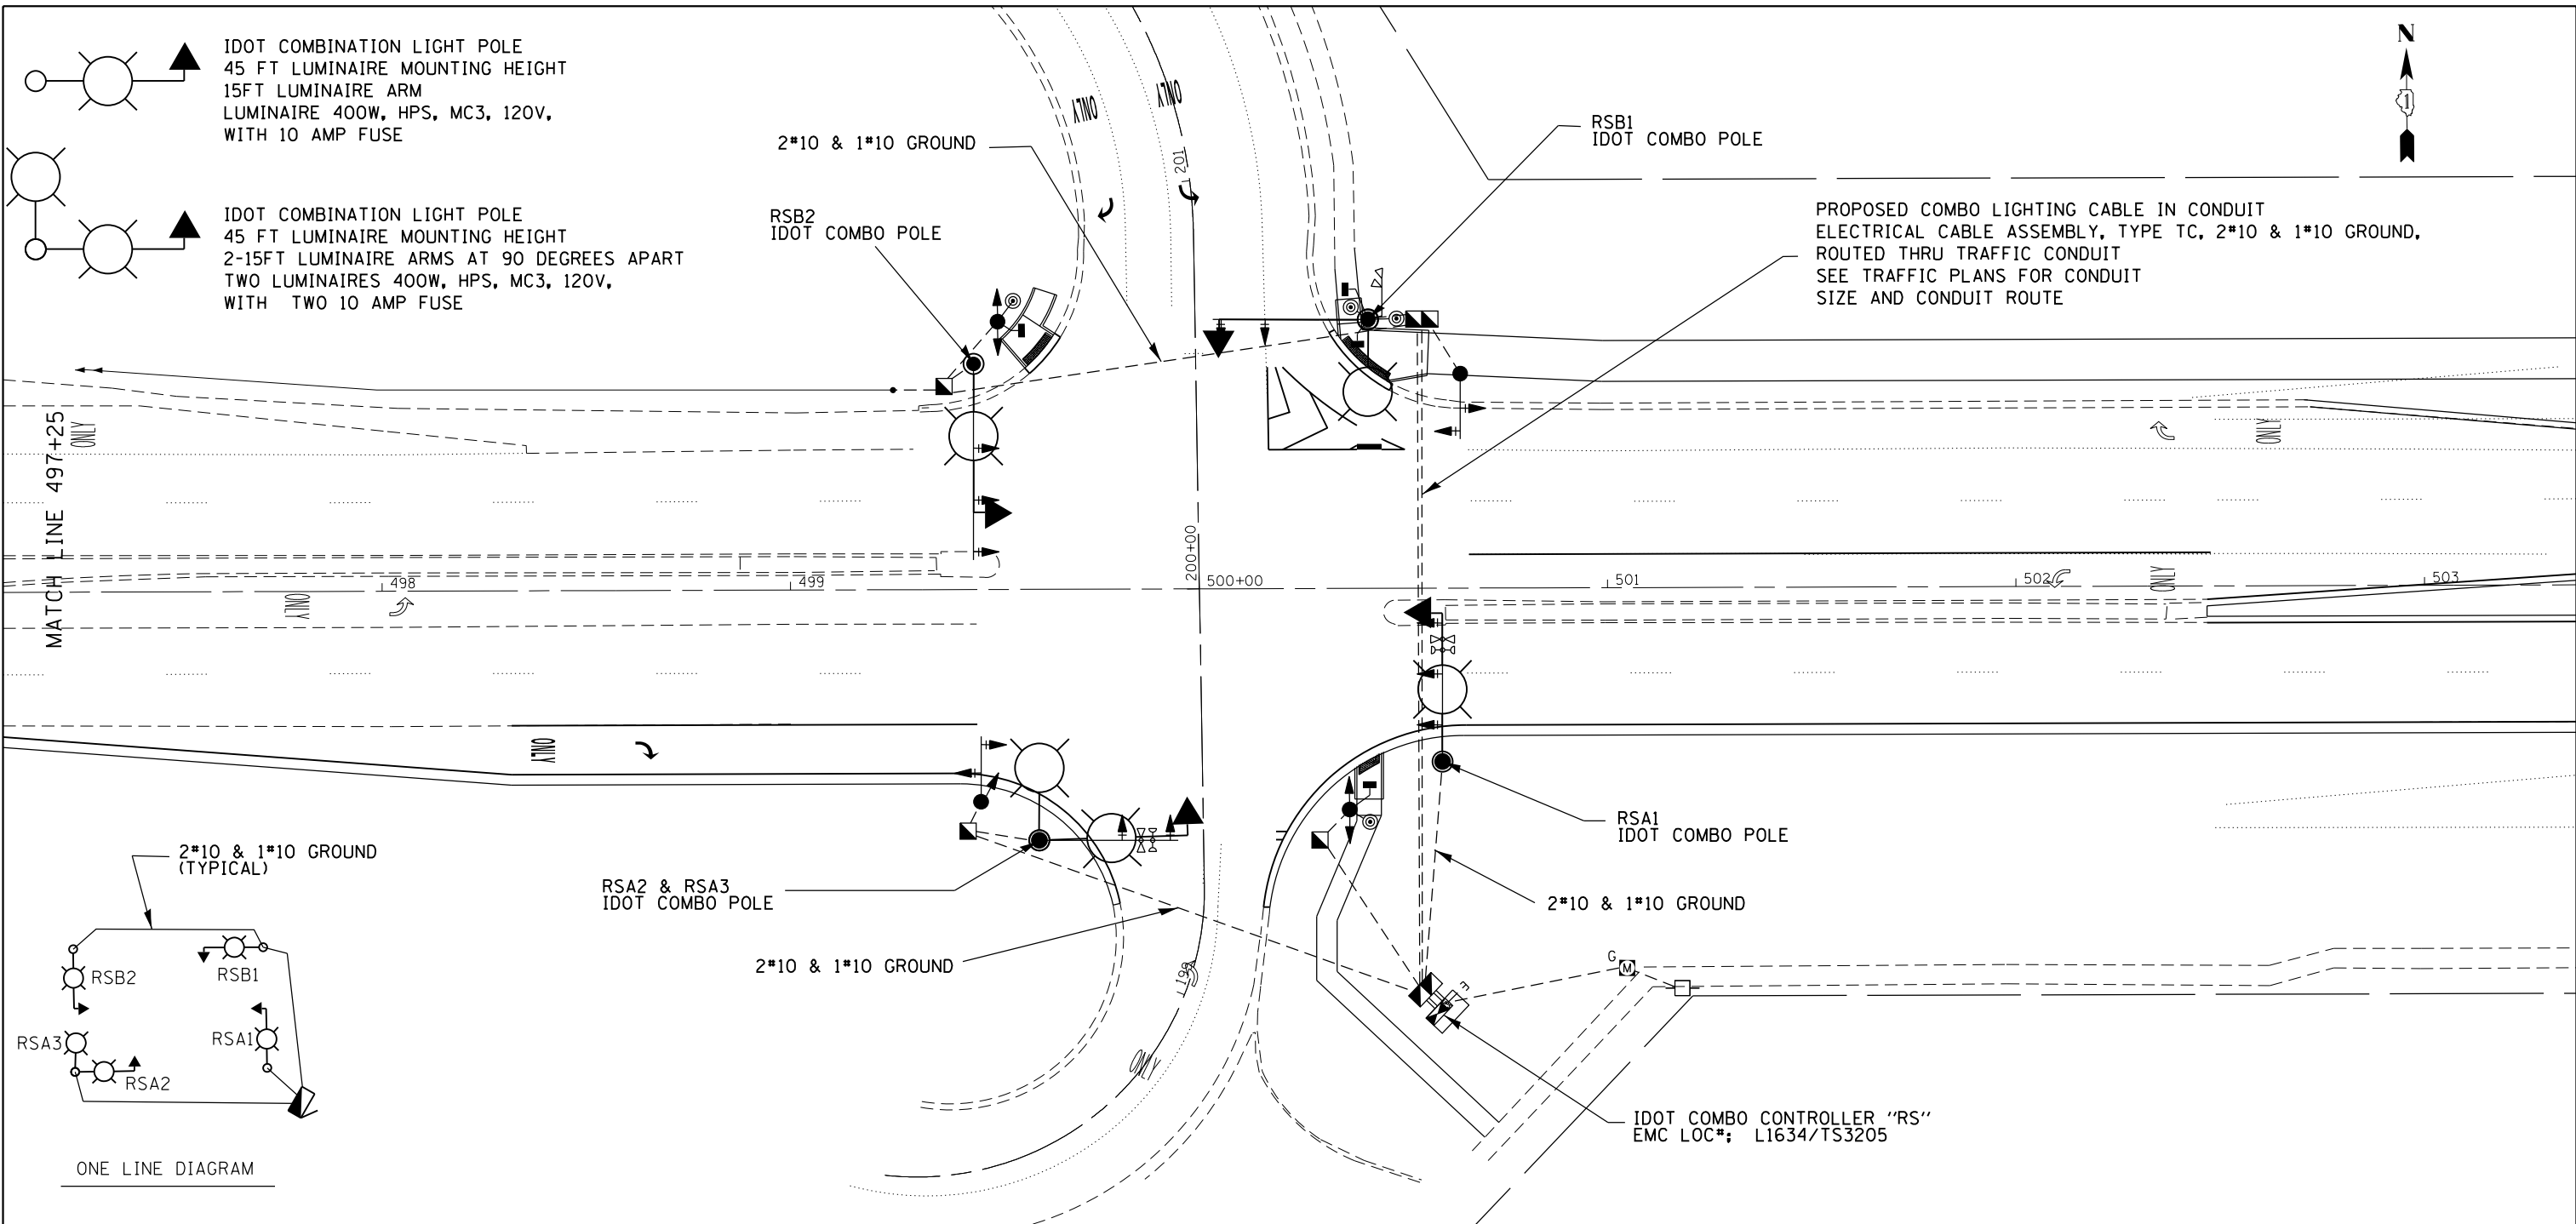 IDOT COMBINATION LIGHT POLE
45 FT LUMINAIRE MOUNTING HEIGHT
15FT LUMINAIRE ARM
LUMINAIRE 400W, HPS, MC3, 120V,
WITH 10 AMP FUSE
IDOT COMBINATION LIGHT POLE
45 FT LUMINAIRE MOUNTING HEIGHT
2-15FT LUMINAIRE ARMS AT 90 DEGREES APART
TWO LUMINAIRES 400W, HPS, MC3, 120V,
WITH TWO 10 AMP FUSE
2#10 & 1#10 GROUND
RSB2
IDOT COMBO POLE
ONLY
ONLY
201
RSB1
IDOT COMBO POLE
N
1
PROPOSED COMBO LIGHTING CABLE IN CONDUIT
ELECTRICAL CABLE ASSEMBLY, TYPE TC, 2#10 & 1#10 GROUND,
ROUTED THRU TRAFFIC CONDUIT
SEE TRAFFIC PLANS FOR CONDUIT
SIZE AND CONDUIT ROUTE
MATCH LINE 497+25
ONLY
ONLY
498
499
200+00
500+00
501
502
503
ONLY
ONLY
ONLY
RSA1
IDOT COMBO POLE
RSA2 & RSA3
IDOT COMBO POLE
2#10 & 1#10 GROUND
2#10 & 1#10 GROUND
199
ONLY
G
M
3
IDOT COMBO CONTROLLER "RS"
EMC LOC#: L1634/TS3205
2#10 & 1#10 GROUND
(TYPICAL)
RSB2
RSB1
RSA3
RSA2
RSA1
ONE LINE DIAGRAM